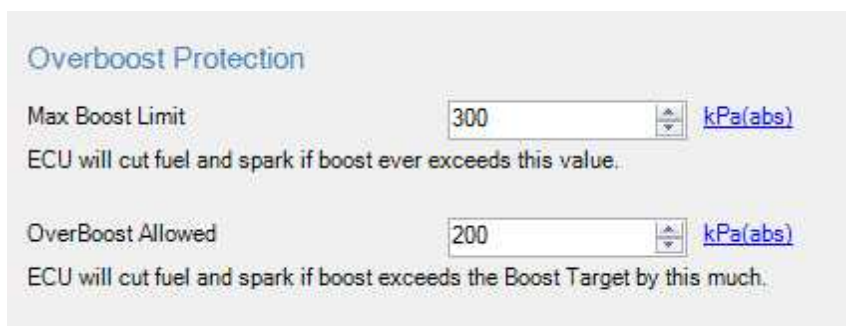 Overboost Protection
Max Boost Limit 300 kPa(abs)
ECU will cut fuel and spark if boost ever exceeds this value.
OverBoost Allowed 200 kPa(abs)
ECU will cut fuel and spark if boost exceeds the Boost Target by this much.